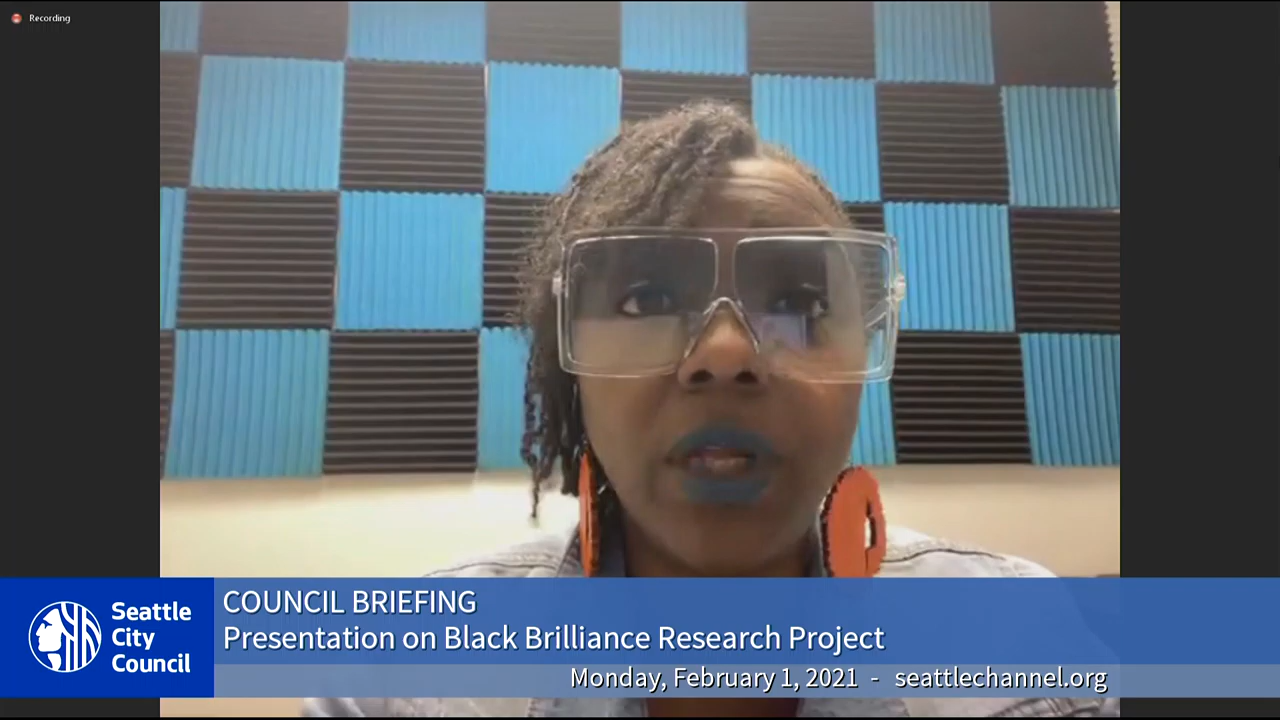 Recording
Seattle
City
Council
COUNCIL BRIEFING
Presentation on Black Brilliance Research Project
Monday, February 1, 2021 - seattlechannel.org